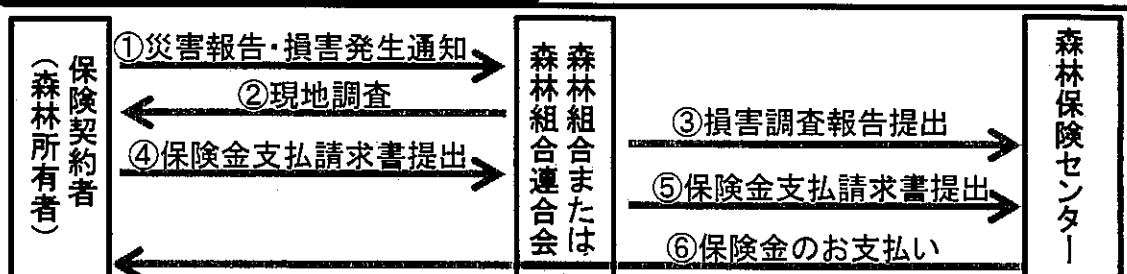 保険契約者
（森林所有者）
①災害報告・損害発生通知
②現地調査
④保険金支払請求書提出
森林組合または
森林組合連合会
③損害調査報告提出
⑤保険金支払請求書提出
⑥保険金のお支払い
森林保険センター